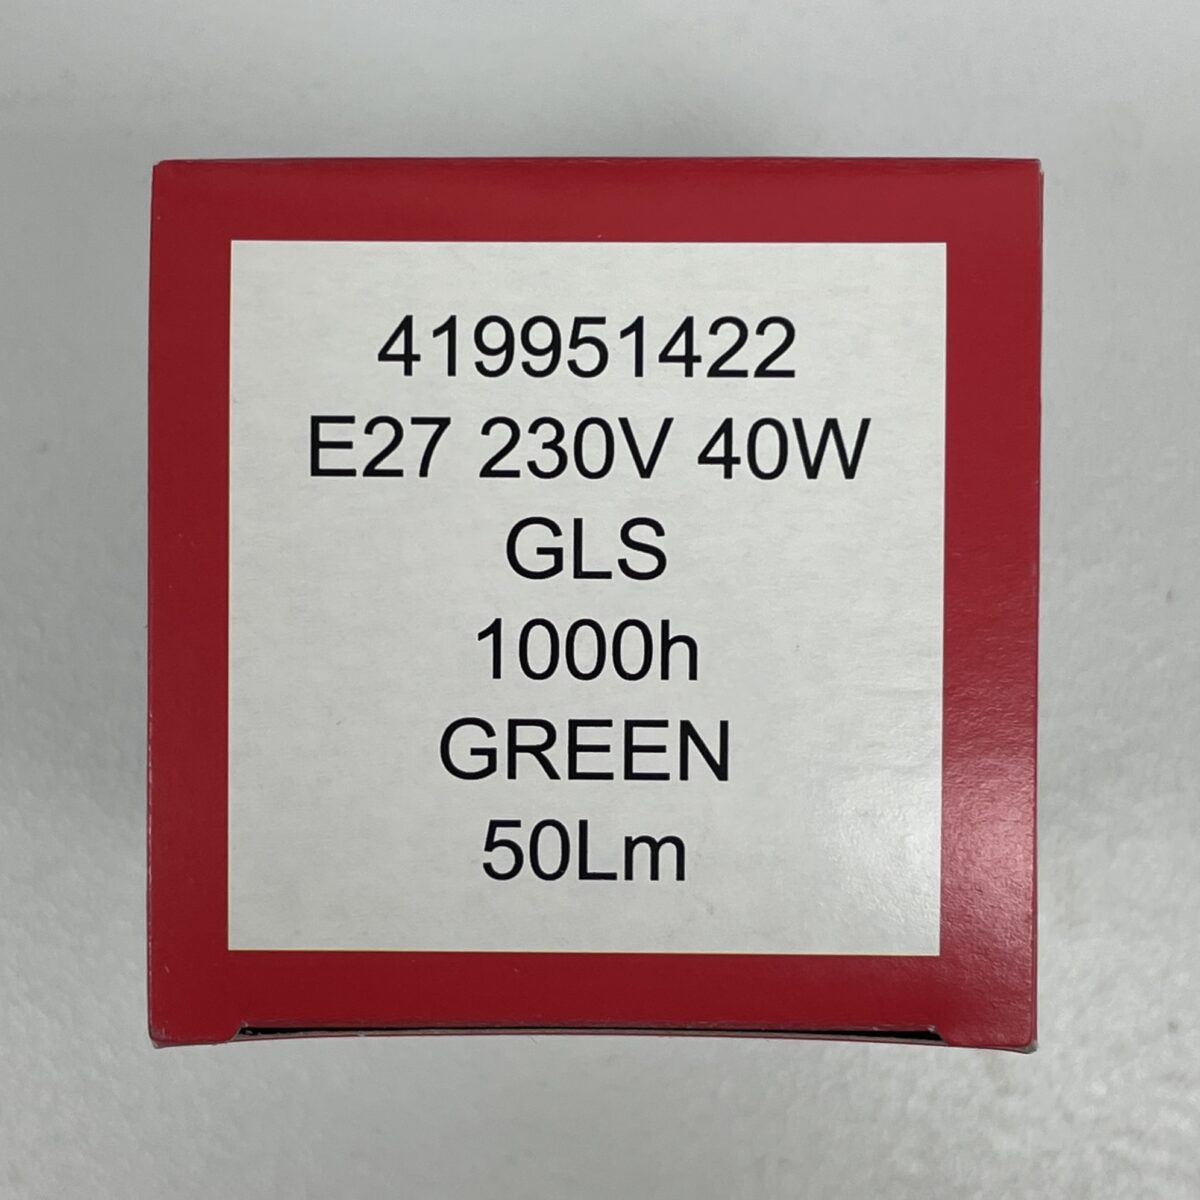 419951422
E27 230V 40W
GLS
1000h
GREEN
50Lm